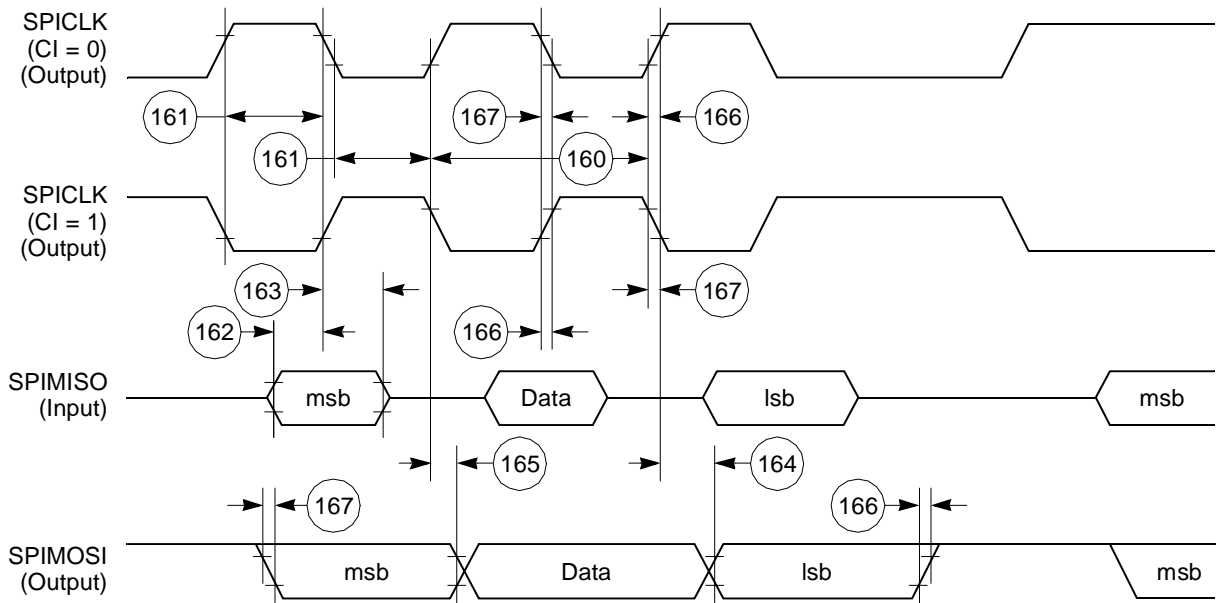 SPICLK
(CI = 0)
(Output)
161
167
166
161
160
SPICLK
(CI = 1)
(Output)
163
167
162
166
SPIMISO
(Input)
msb
Data
lsb
msb
165
164
167
166
SPIMOSI
(Output)
msb
Data
lsb
msb